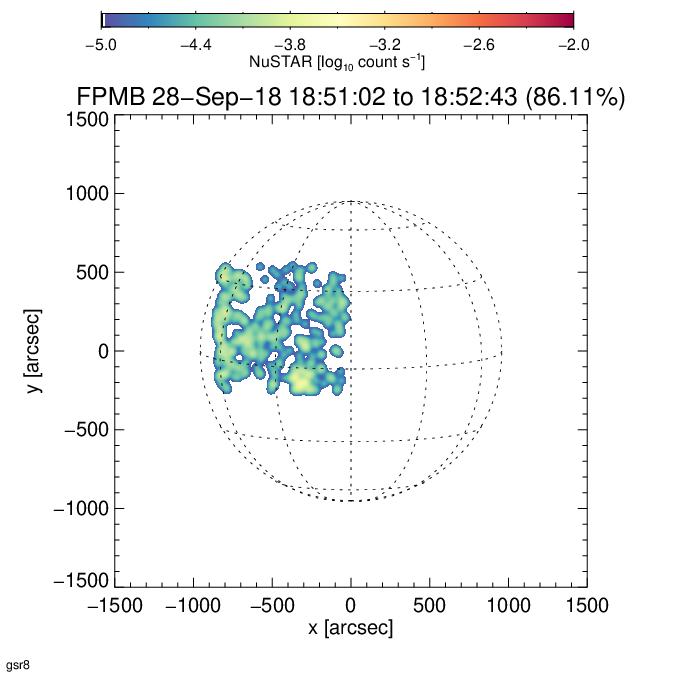 −5.0 −4.4 −3.8 −3.2 −2.6 −2.0
NuSTAR [log₁₀ count s⁻¹]
FPMB 28−Sep−18 18:51:02 to 18:52:43 (86.11%)
1500
1000
500
0
−500
−1000
−1500
y [arcsec]
−1500 −1000 −500 0 500 1000 1500
x [arcsec]
gsr8